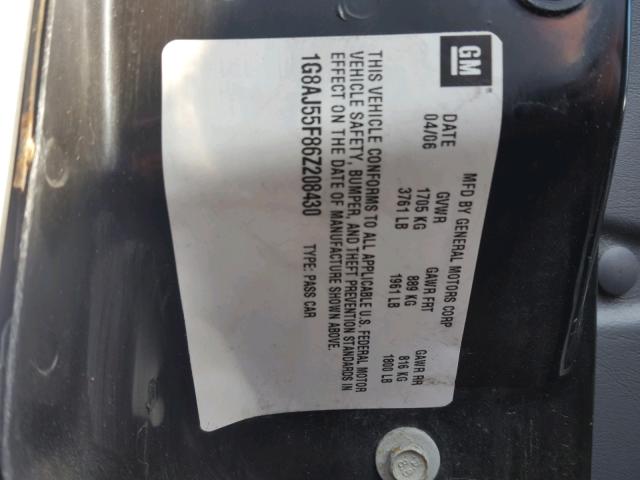 GM
MFD BY GENERAL MOTORS CORP
DATE GVWR GAWR FRT GAWR RR
04/06 1705 KG 889 KG 816 KG
3761 LB 1961 LB 1800 LB
THIS VEHICLE CONFORMS TO ALL APPLICABLE U.S. FEDERAL MOTOR
VEHICLE SAFETY, BUMPER, AND THEFT PREVENTION STANDARDS IN
EFFECT ON THE DATE OF MANUFACTURE SHOWN ABOVE.
1G8AJ55F86Z208430 TYPE: PASS CAR